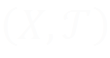 (X, 𝒯)